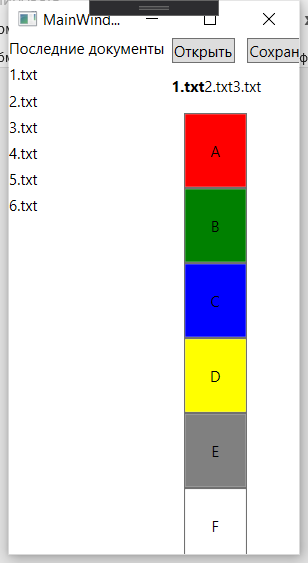 MainWind...
Последние документы
1.txt
2.txt
3.txt
4.txt
5.txt
6.txt
Открыть
Сохран
1.txt2.txt3.txt
A
B
C
D
E
F